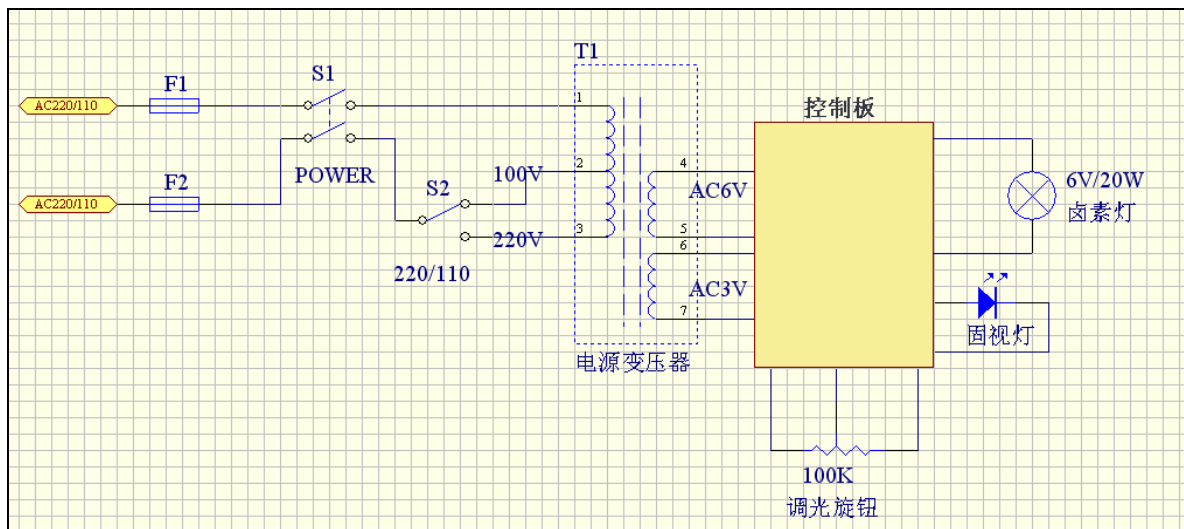 T1
F1
S1
AC220/110
1
控制板
POWER
2
100V
4
AC6V
6V/20W
卤素灯
F2
S2
AC220/110
3
220V
5
6
220/110
AC3V
7
固视灯
电源变压器
100K
调光旋钮